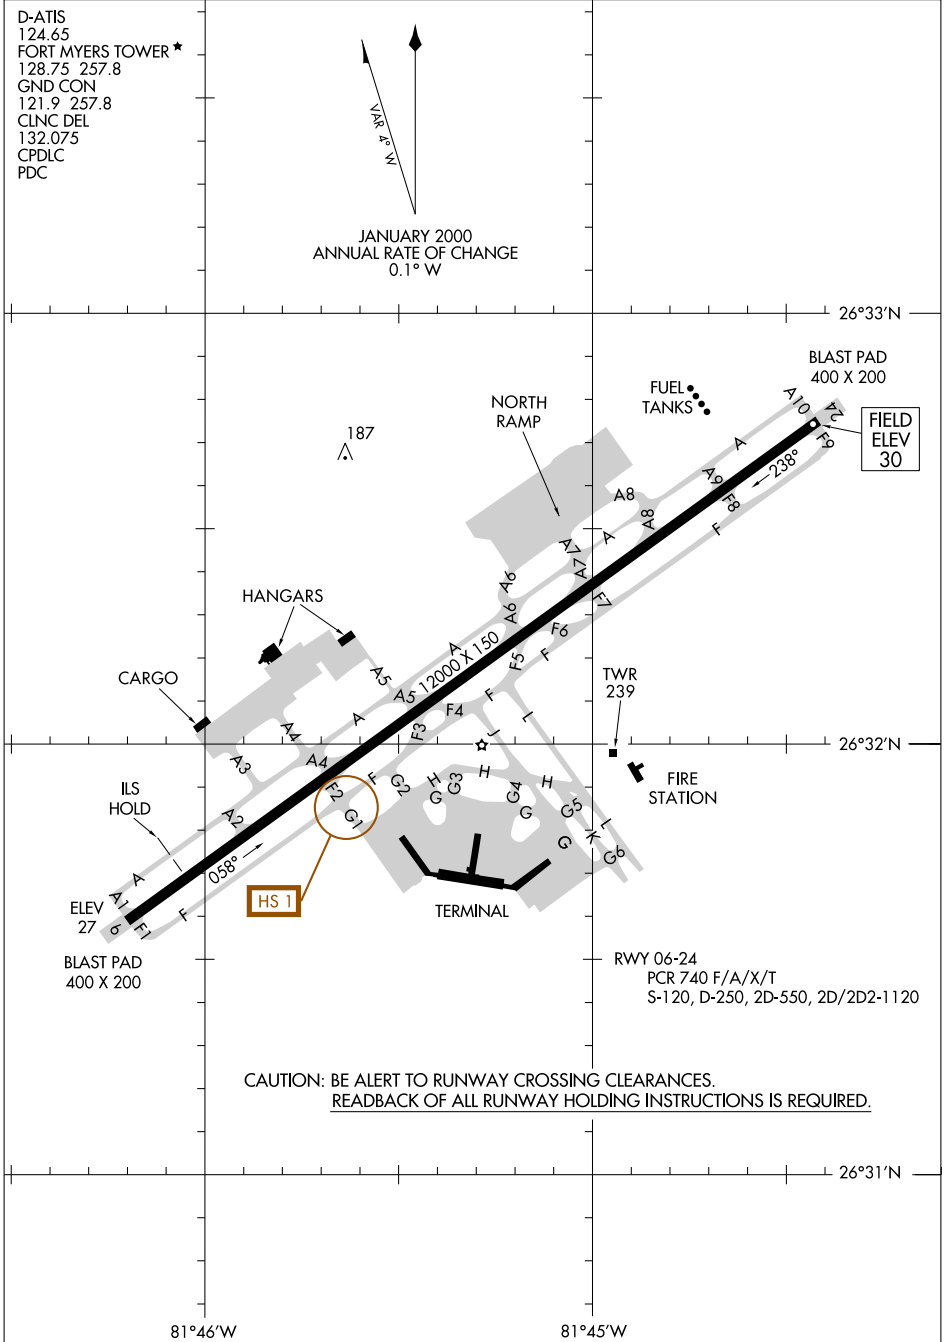 D-ATIS
124.65
FORT MYERS TOWER ★
128.75 257.8
GND CON
121.9 257.8
CLNC DEL
132.075
CPDLC
PDC
VAR 4° W
JANUARY 2000
ANNUAL RATE OF CHANGE
0.1° W
26°33'N
BLAST PAD
400 X 200
FUEL
TANKS
NORTH
RAMP
187
A10
24
F9
FIELD
ELEV
30
A
A9
238°
F8
A8
A8
F
A
A7
A7
A6
A6
F7
HANGARS
F6
F5
F
A
12000 X 150
A5
A5
F4
F
L
TWR
239
CARGO
A
A4
F3
J
26°32'N
A3
A4
F
G2
H
G3
H
H
G4
G
G
G5
FIRE
STATION
ILS
HOLD
F2
G1
A2
L
K
G
G6
058°
A
A1
F
HS 1
ELEV
27
6
F1
TERMINAL
BLAST PAD
400 X 200
RWY 06-24
PCR 740 F/A/X/T
S-120, D-250, 2D-550, 2D/2D2-1120
CAUTION: BE ALERT TO RUNWAY CROSSING CLEARANCES.
READBACK OF ALL RUNWAY HOLDING INSTRUCTIONS IS REQUIRED.
26°31'N
81°46'W
81°45'W